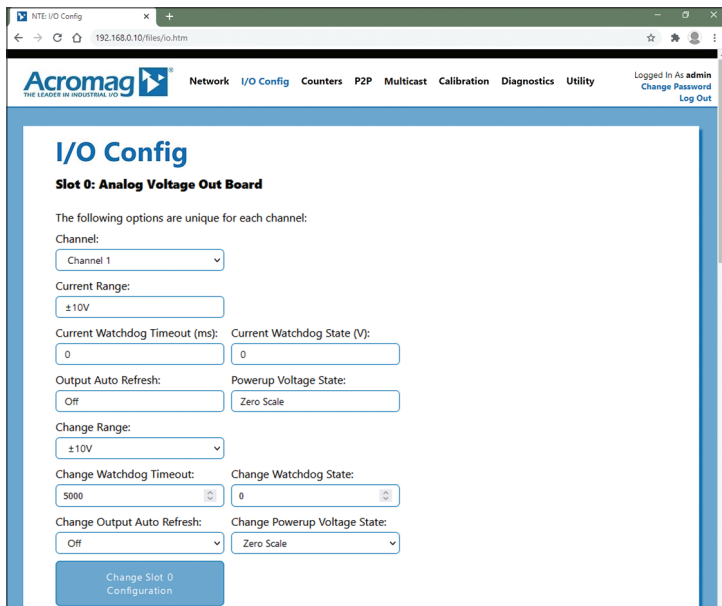 NTE: I/O Config
192.168.0.10/files/io.htm
Acromag
THE LEADER IN INDUSTRIAL I/O
Network I/O Config Counters P2P Multicast Calibration Diagnostics Utility
Logged In As admin
Change Password
Log Out
I/O Config
Slot 0: Analog Voltage Out Board
The following options are unique for each channel:
Channel:
Channel 1
Current Range:
±10V
Current Watchdog Timeout (ms): Current Watchdog State (V):
0 0
Output Auto Refresh: Powerup Voltage State:
Off Zero Scale
Change Range:
±10V
Change Watchdog Timeout: Change Watchdog State:
5000 0
Change Output Auto Refresh: Change Powerup Voltage State:
Off Zero Scale
Change Slot 0
Configuration